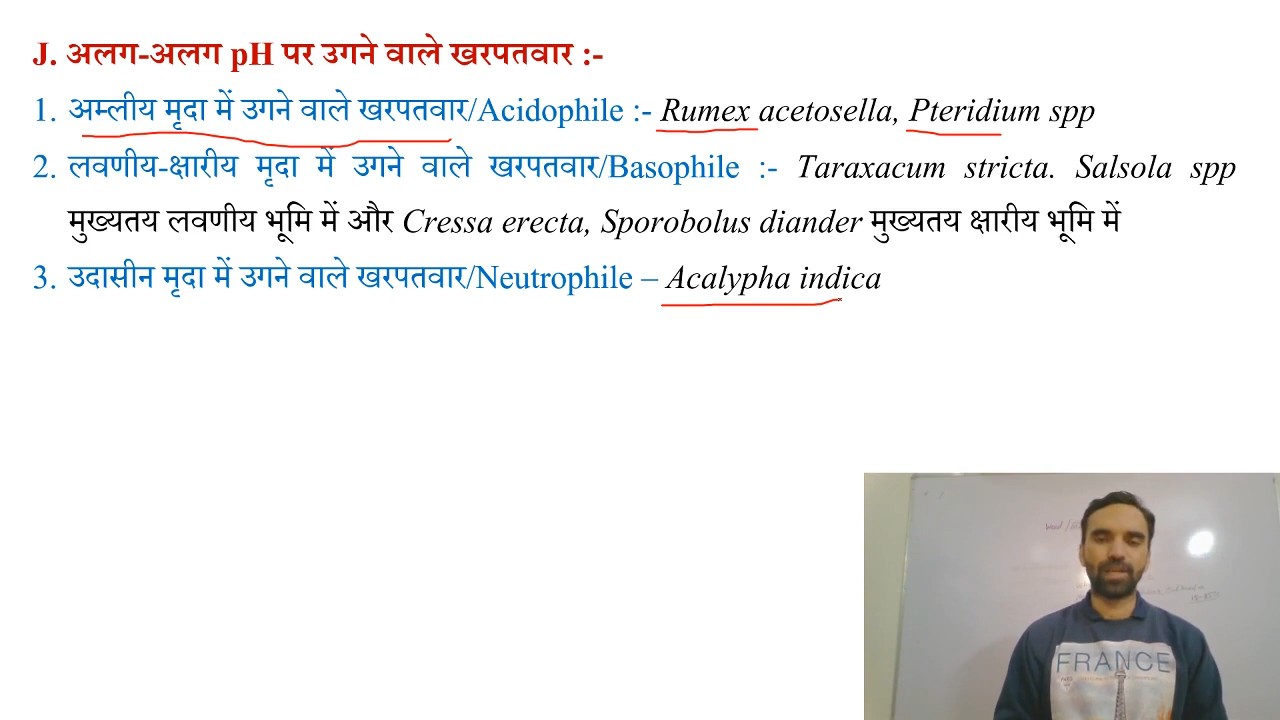 J. अलग-अलग pH पर उगने वाले खरपतवार :-
1. अम्लीय मृदा में उगने वाले खरपतवार/Acidophile :- Rumex acetosella, Pteridium spp
2. लवणीय-क्षारीय मृदा में उगने वाले खरपतवार/Basophile :- Taraxacum stricta. Salsola spp
मुख्यतय लवणीय भूमि में और Cressa erecta, Sporobolus diander मुख्यतय क्षारीय भूमि में
3. उदासीन मृदा में उगने वाले खरपतवार/Neutrophile – Acalypha indica
FRANCE